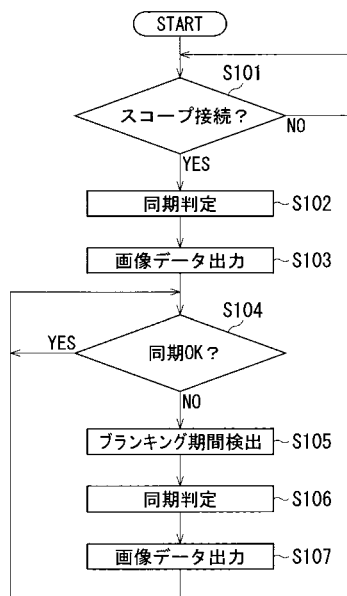 START
S101
スコープ接続?
NO
YES
同期判定
S102
画像データ出力
S103
S104
YES
同期OK?
NO
ブランキング期間検出
S105
同期判定
S106
画像データ出力
S107